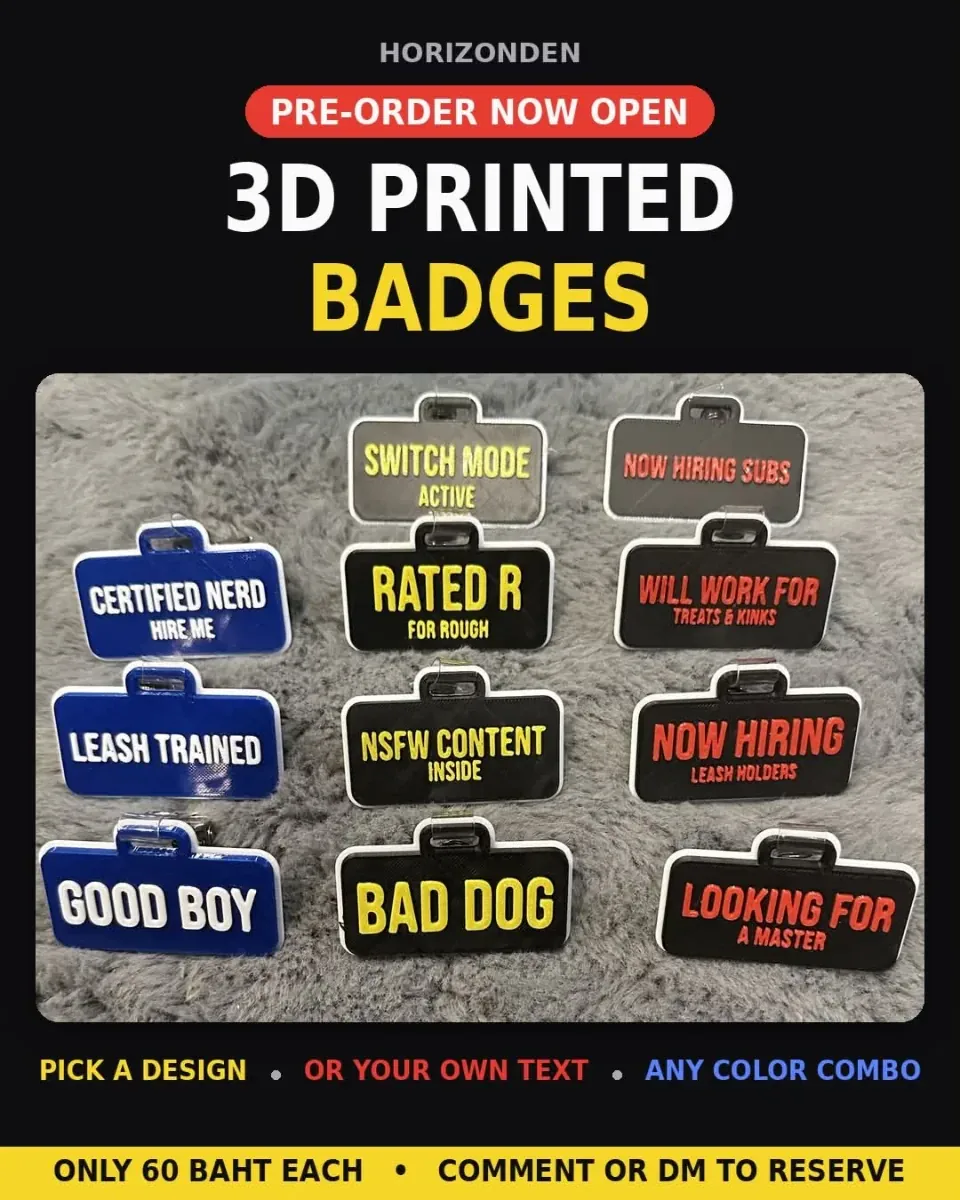 HORIZONDEN
PRE-ORDER NOW OPEN
3D PRINTED
BADGES
SWITCH MODE
ACTIVE
NOW HIRING SUBS
CERTIFIED NERD
HIRE ME
RATED R
FOR ROUGH
WILL WORK FOR
TREATS & KINKS
LEASH TRAINED
NSFW CONTENT
INSIDE
NOW HIRING
LEASH HOLDERS
GOOD BOY
BAD DOG
LOOKING FOR
A MASTER
PICK A DESIGN • OR YOUR OWN TEXT • ANY COLOR COMBO
ONLY 60 BAHT EACH • COMMENT OR DM TO RESERVE